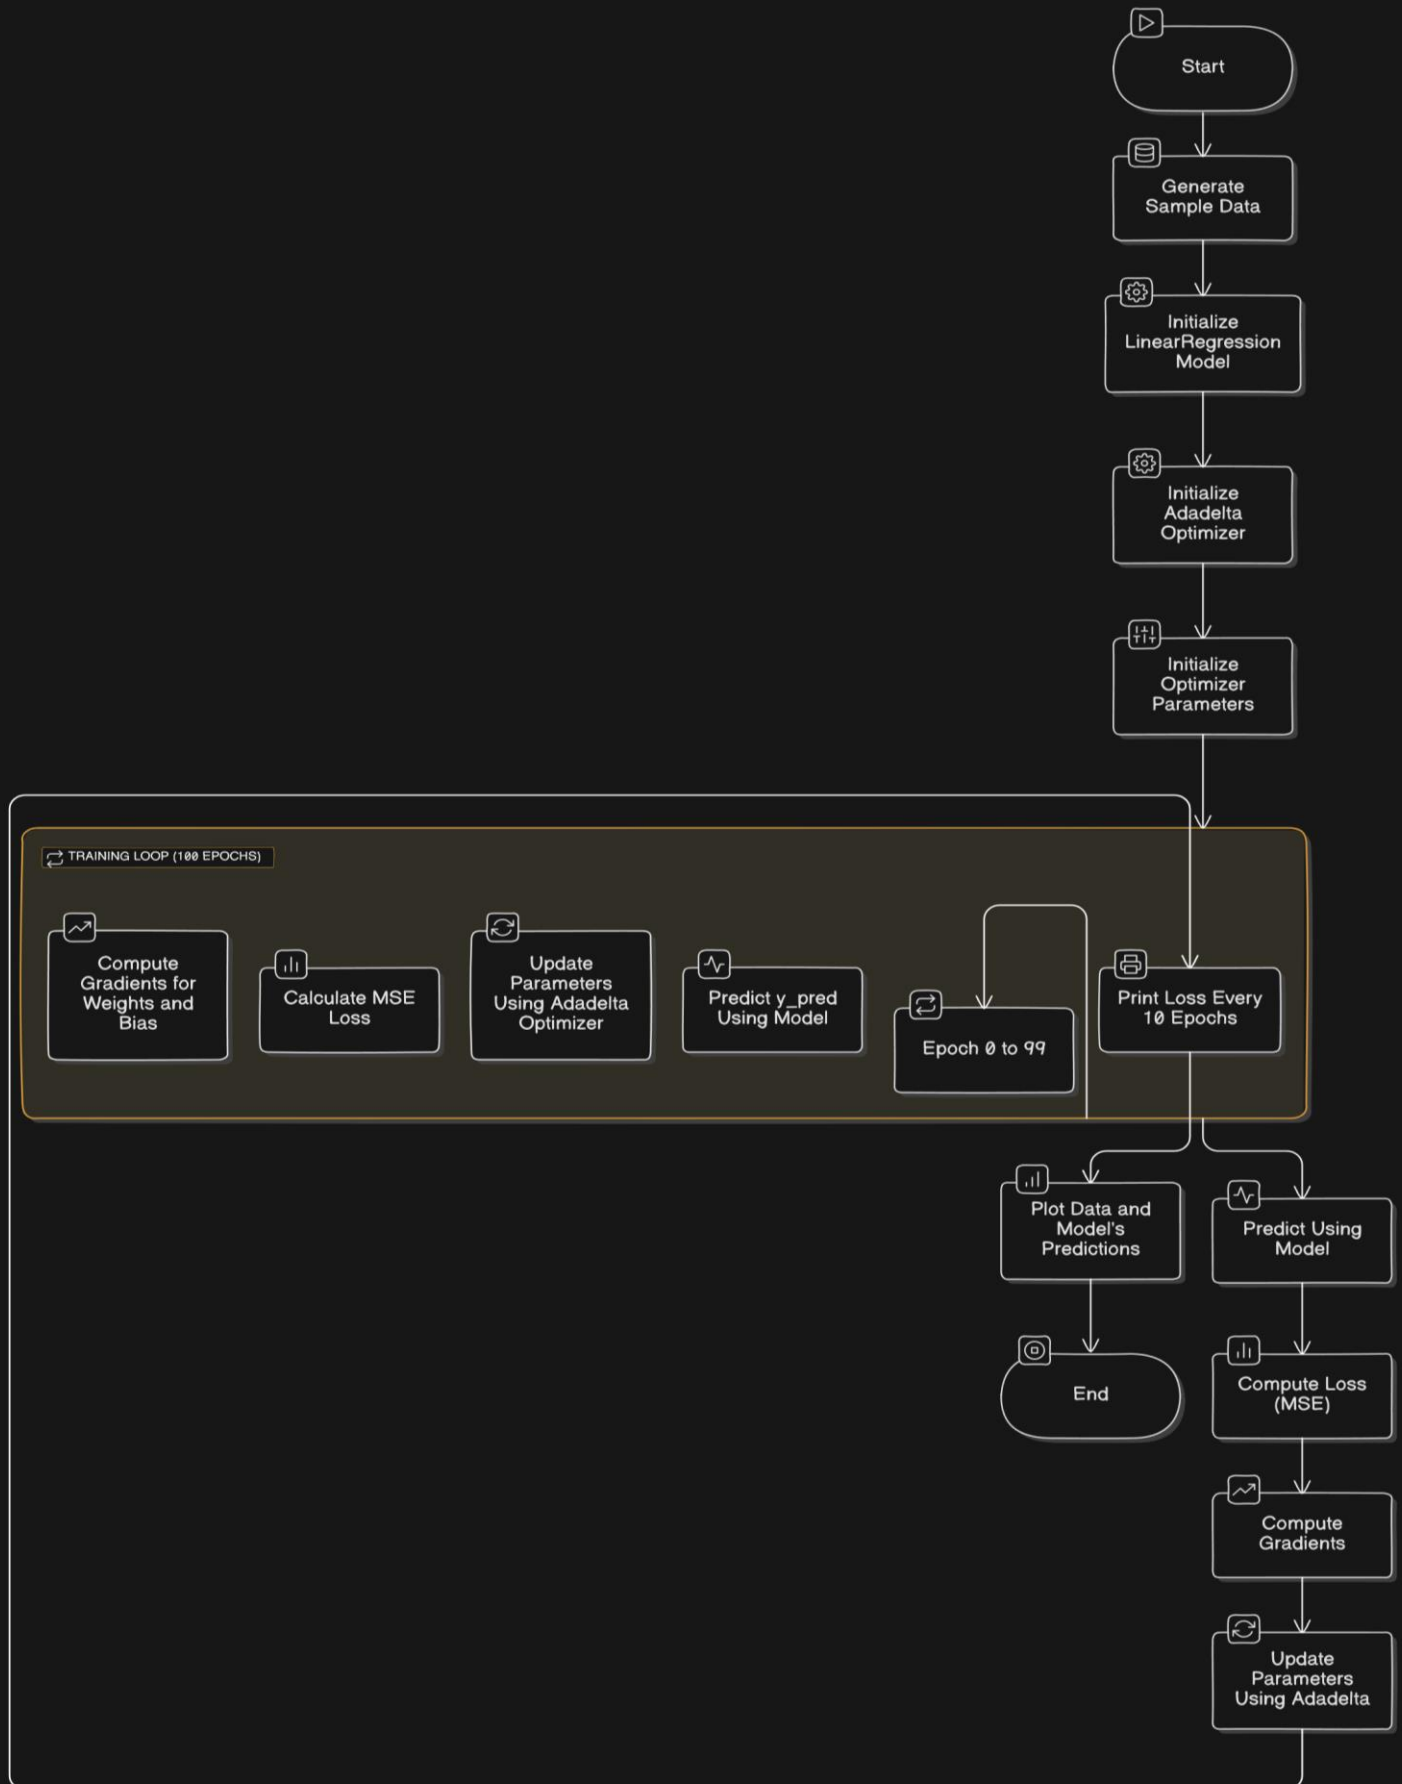 Start
Generate
Sample Data
Initialize
LinearRegression
Model
Initialize
Adadelta
Optimizer
Initialize
Optimizer
Parameters
TRAINING LOOP (100 EPOCHS)
Compute
Gradients for
Weights and
Bias
Calculate MSE
Loss
Update
Parameters
Using Adadelta
Optimizer
Predict y_pred
Using Model
Epoch 0 to 99
Print Loss Every
10 Epochs
Plot Data and
Model's
Predictions
Predict Using
Model
End
Compute Loss
(MSE)
Compute
Gradients
Update
Parameters
Using Adadelta